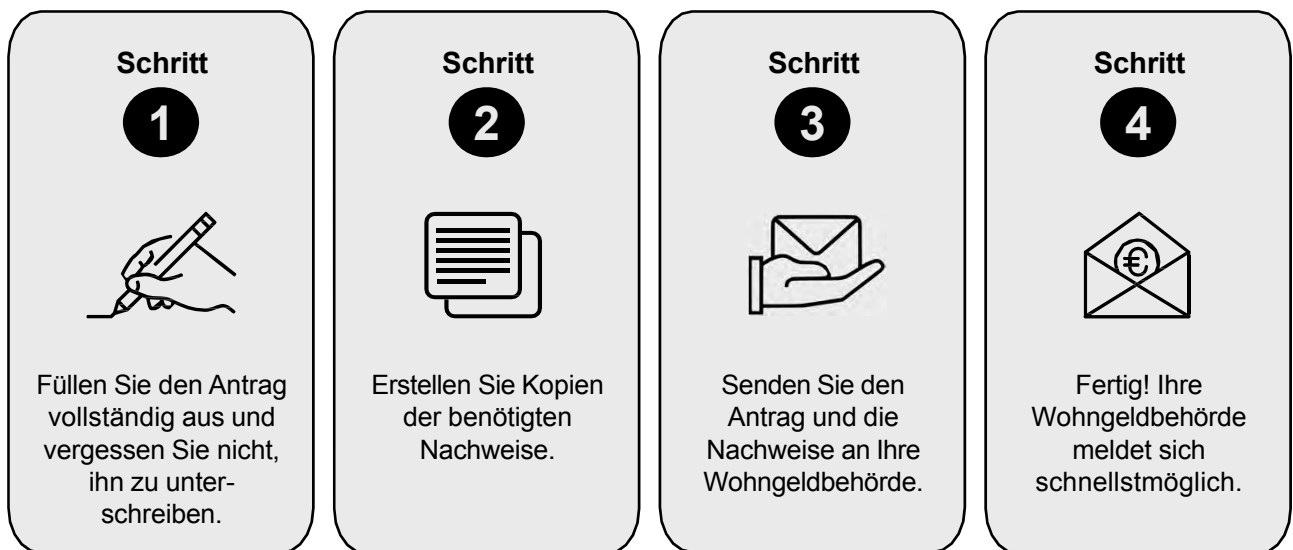 Schritt
1
Füllen Sie den Antrag
vollständig aus und
vergessen Sie nicht,
ihn zu unter-
schreiben.
Schritt
2
Erstellen Sie Kopien
der benötigten
Nachweise.
Schritt
3
Senden Sie den
Antrag und die
Nachweise an Ihre
Wohngeldbehörde.
Schritt
4
€
Fertig! Ihre
Wohngeldbehörde
meldet sich
schnellstmöglich.